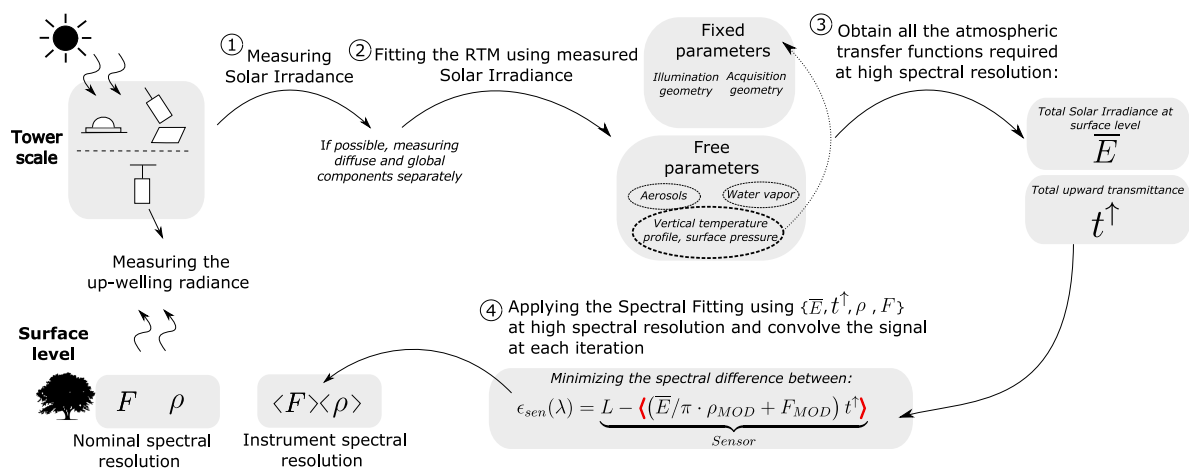 ① Measuring
Solar Irradance
② Fitting the RTM using measured
Solar Irradiance
If possible, measuring
diffuse and global
components separately
Fixed
parameters
Illumination
geometry
Acquisition
geometry
Free
parameters
Aerosols
Water vapor
Vertical temperature
profile, surface pressure
③ Obtain all the atmospheric
transfer functions required
at high spectral resolution:
Total Solar Irradiance at
surface level
E̅
Total upward transmittance
t↑
Tower
scale
Measuring the
up-welling radiance
Surface
level
F ρ
Nominal spectral
resolution
<F><ρ>
Instrument spectral
resolution
④ Applying the Spectral Fitting using {E̅, t↑, ρ , F}
at high spectral resolution and convolve the signal
at each iteration
Minimizing the spectral difference between:
ϵsen(λ) = L − ⟨(E̅/π · ρMOD + FMOD) t↑⟩
Sensor